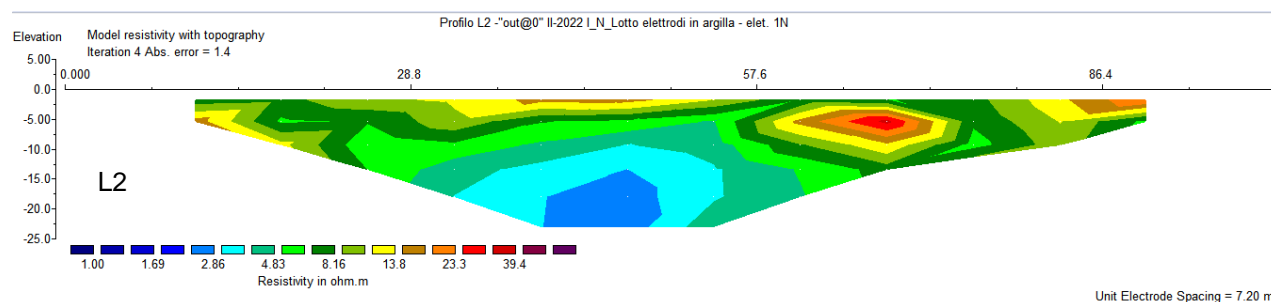 Profilo L2 -"out@0" II-2022 I_N_Lotto elettrodi in argilla - elet. 1N
Elevation
Model resistivity with topography
Iteration 4 Abs. error = 1.4
5.00
0.000 28.8 57.6 86.4
0.0
-5.00
-10.0
-15.0
L2
-20.0
-25.0
1.00 1.69 2.86 4.83 8.16 13.8 23.3 39.4
Resistivity in ohm.m
Unit Electrode Spacing = 7.20 m